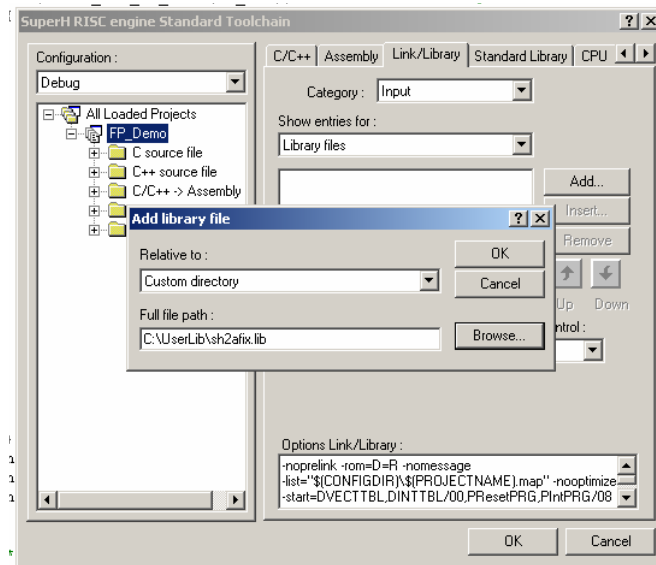 SuperH RISC engine Standard Toolchain
Configuration :
Debug
All Loaded Projects
FP_Demo
C source file
C++ source file
C/C++ -> Assembly
C/C++ Assembly Link/Library Standard Library CPU
Category : Input
Show entries for :
Library files
Add...
Insert...
Remove
Up Down
ntrol :
Add library file
Relative to :
Custom directory
Full file path :
C:\UserLib\sh2afix.lib
OK
Cancel
Browse...
Options Link/Library :
-noprelink -rom=D=R -nomessage
-list="$(CONFIGDIR)\$(PROJECTNAME).map" -nooptimize
-start=DVECTTBL,DINTTBL/00,PResetPRG,PIntPRG/08
OK Cancel